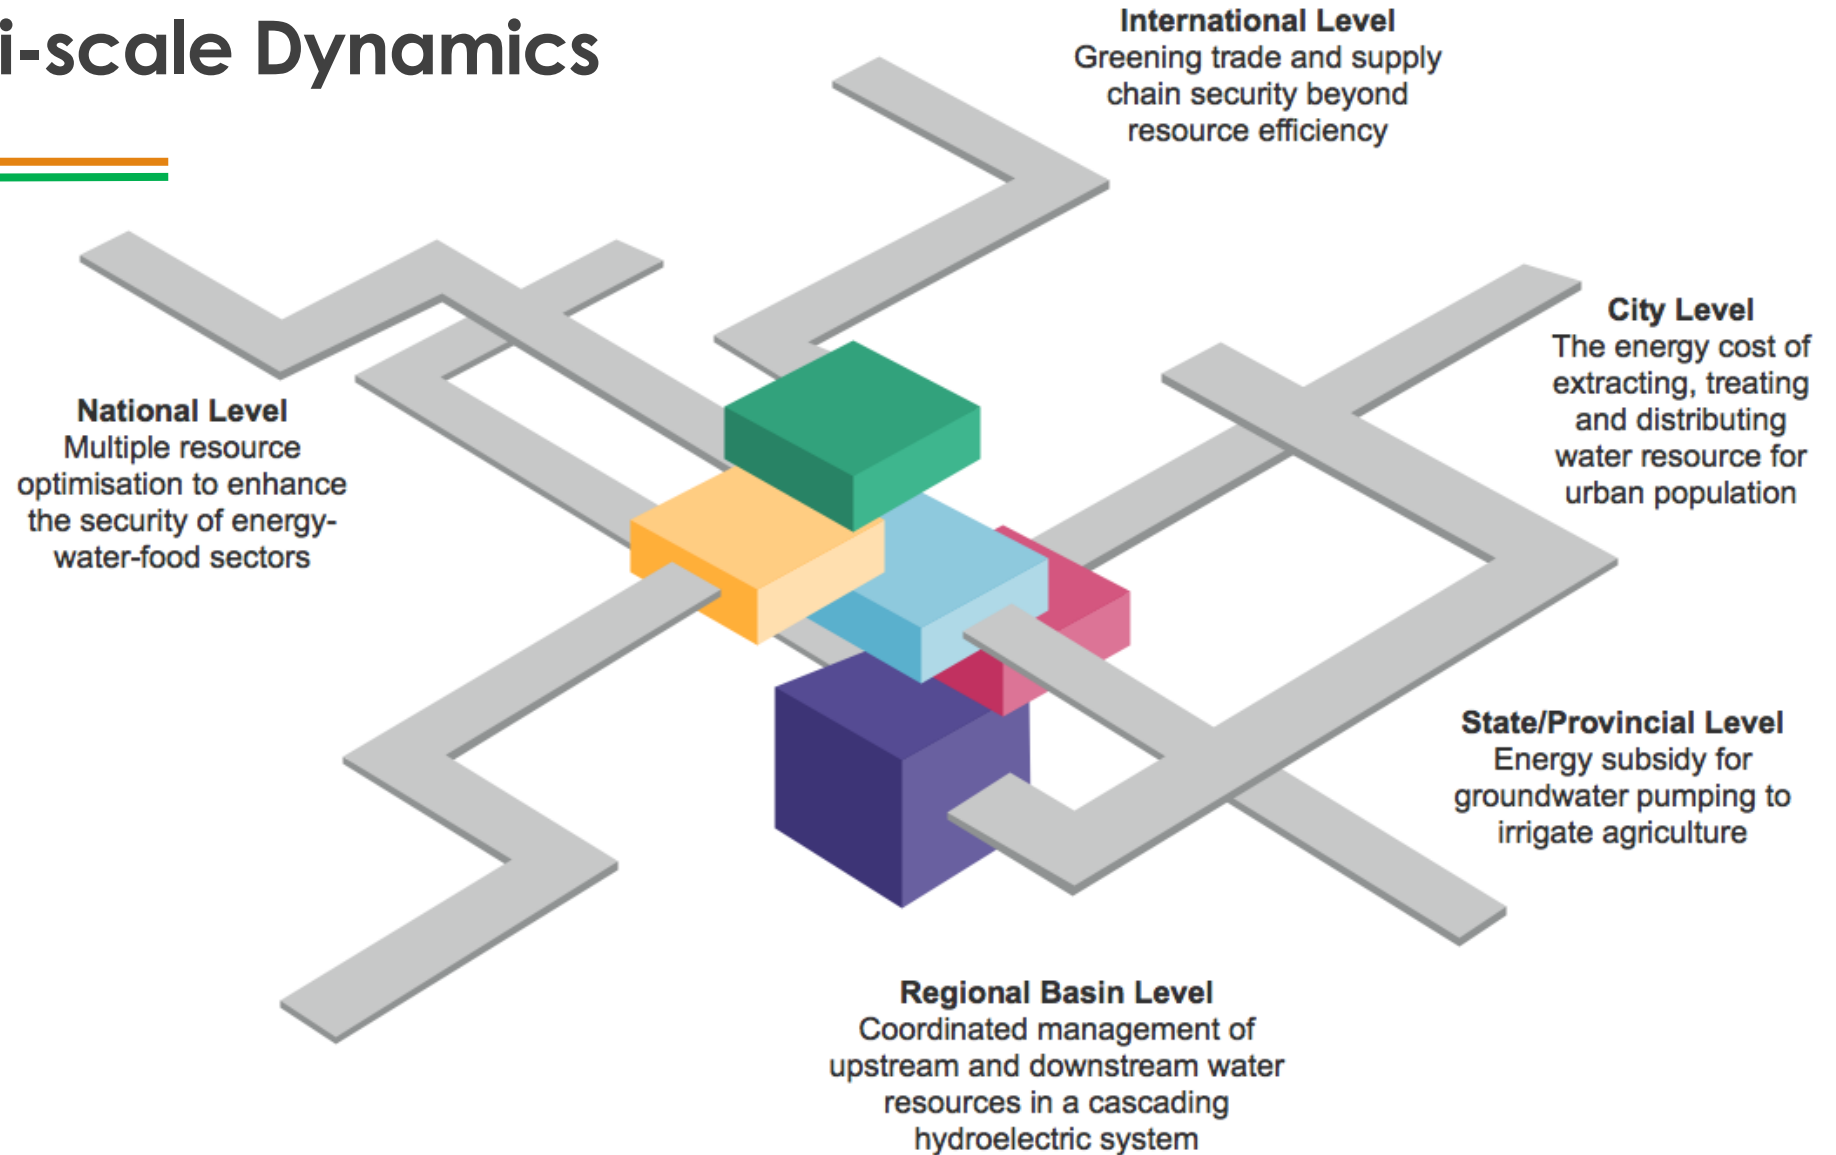 i-scale Dynamics
International Level
Greening trade and supply
chain security beyond
resource efficiency
City Level
The energy cost of
extracting, treating
and distributing
water resource for
urban population
National Level
Multiple resource
optimisation to enhance
the security of energy-
water-food sectors
State/Provincial Level
Energy subsidy for
groundwater pumping to
irrigate agriculture
Regional Basin Level
Coordinated management of
upstream and downstream water
resources in a cascading
hydroelectric system